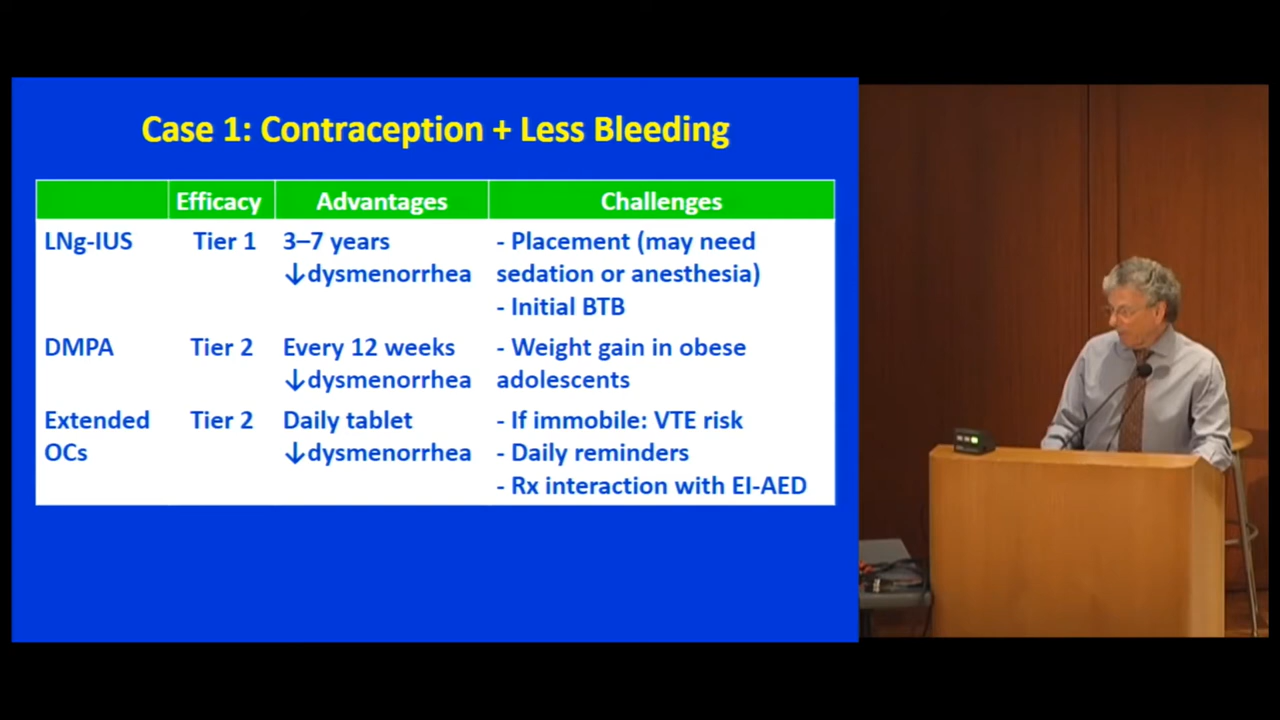 Case 1: Contraception + Less Bleeding
Efficacy Advantages Challenges
LNg-IUS Tier 1 3–7 years - Placement (may need
↓dysmenorrhea sedation or anesthesia)
- Initial BTB
DMPA Tier 2 Every 12 weeks - Weight gain in obese
↓dysmenorrhea adolescents
Extended Tier 2 Daily tablet - If immobile: VTE risk
OCs ↓dysmenorrhea - Daily reminders
- Rx interaction with EI-AED